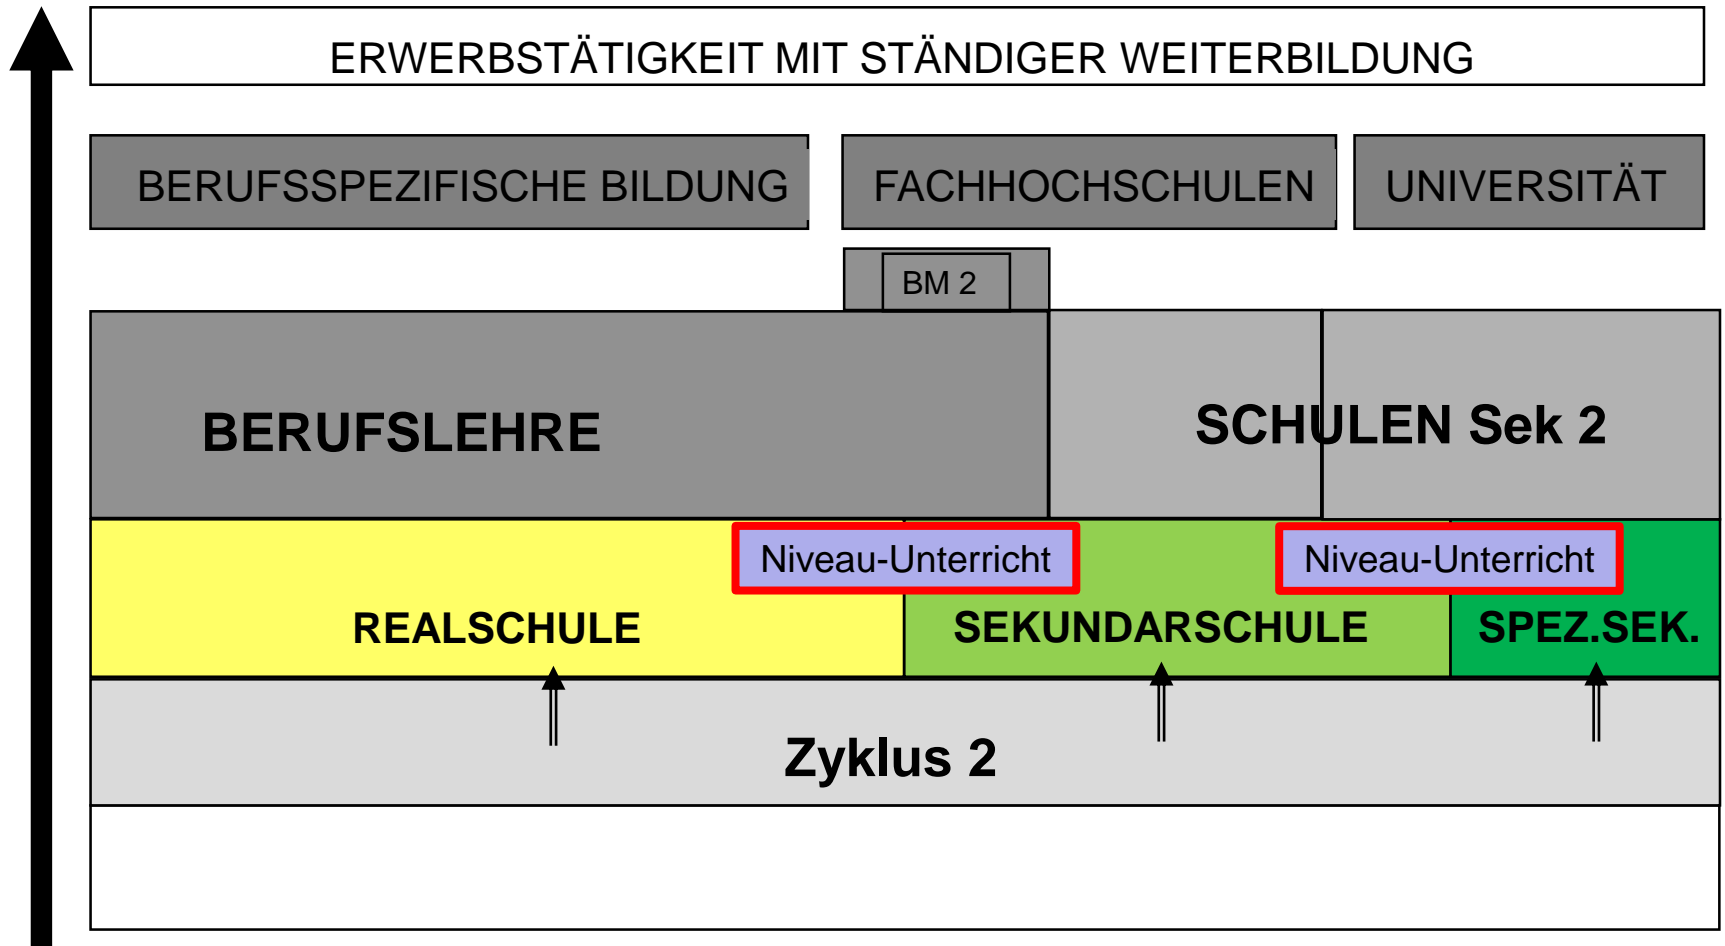 ERWERBSTÄTIGKEIT MIT STÄNDIGER WEITERBILDUNG
BERUFSSPEZIFISCHE BILDUNG
FACHHOCHSCHULEN
UNIVERSITÄT
BM 2
BERUFSLEHRE
SCHULEN Sek 2
Niveau-Unterricht
Niveau-Unterricht
REALSCHULE
SEKUNDARSCHULE
SPEZ.SEK.
Zyklus 2